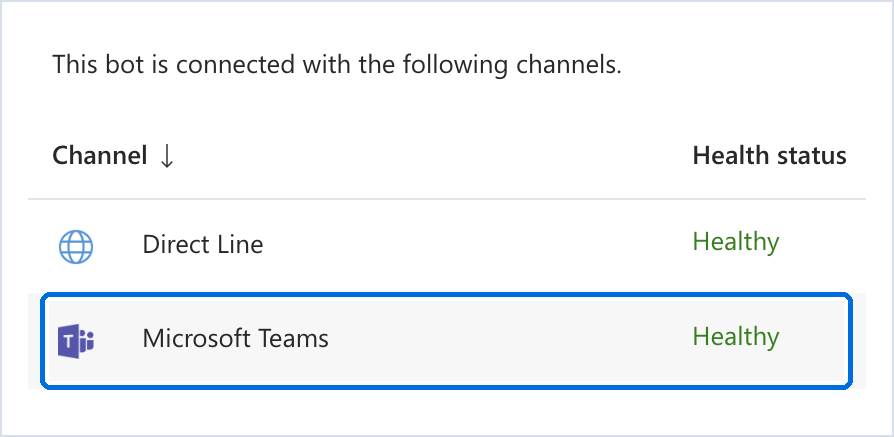 This bot is connected with the following channels.
Channel ↓ Health status
Direct Line Healthy
Microsoft Teams Healthy